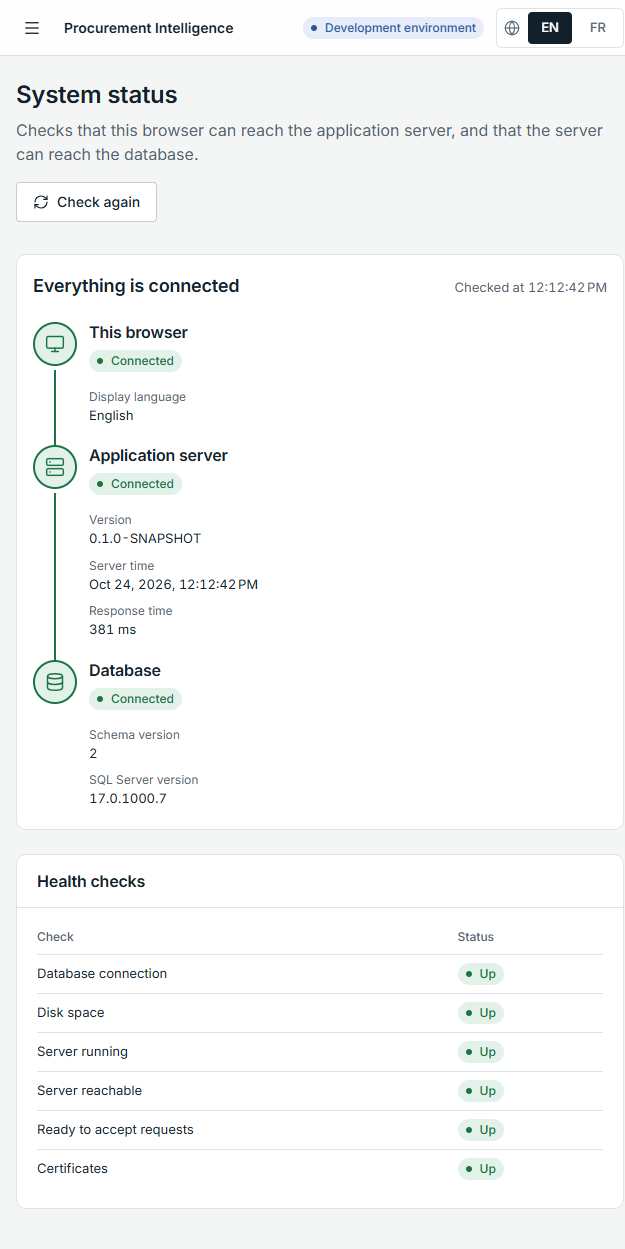 Procurement Intelligence
Development environment
EN
FR
System status
Checks that this browser can reach the application server, and that the server
can reach the database.
Check again
Everything is connected
Checked at 12:12:42 PM
This browser
Connected
Display language
English
Application server
Connected
Version
0.1.0-SNAPSHOT
Server time
Oct 24, 2026, 12:12:42 PM
Response time
381 ms
Database
Connected
Schema version
2
SQL Server version
17.0.1000.7
Health checks
Check Status
Database connection Up
Disk space Up
Server running Up
Server reachable Up
Ready to accept requests Up
Certificates Up